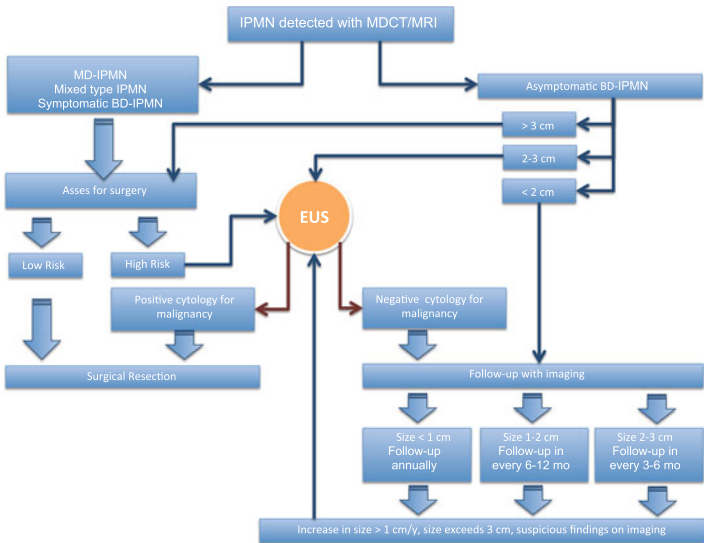 IPMN detected with MDCT/MRI
MD-IPMN
Mixed type IPMN
Symptomatic BD-IPMN
Asymptomatic BD-IPMN
> 3 cm
2-3 cm
< 2 cm
Asses for surgery
EUS
Low Risk
High Risk
Positive cytology for
malignancy
Negative cytology for
malignancy
Surgical Resection
Follow-up with imaging
Size < 1 cm
Follow-up
annually
Size 1-2 cm
Follow-up in
every 6-12 mo
Size 2-3 cm
Follow-up in
every 3-6 mo
Increase in size > 1 cm/y, size exceeds 3 cm, suspicious findings on imaging